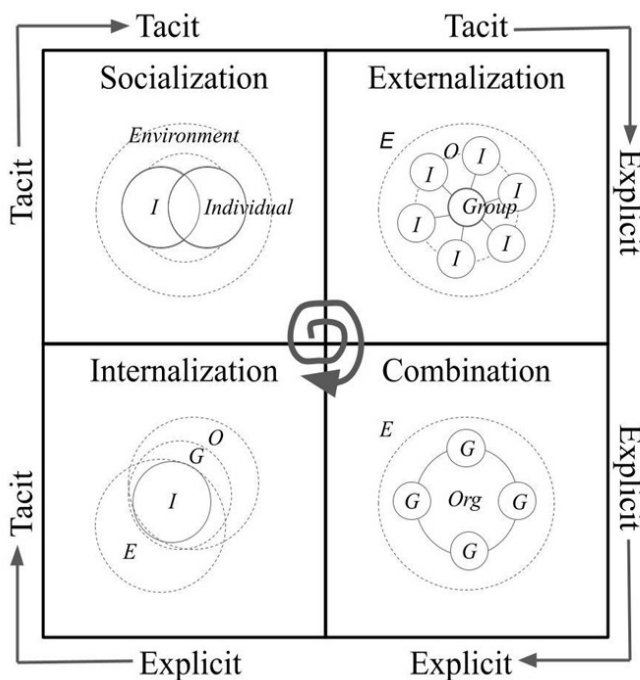 Tacit
Tacit
Socialization
Externalization
Tacit
Explicit
Environment
I
Individual
E
O
I
I
I
Group
I
I
I
Internalization
Combination
Tacit
Explicit
O
G
I
E
E
G
G
Org
G
G
Explicit
Explicit